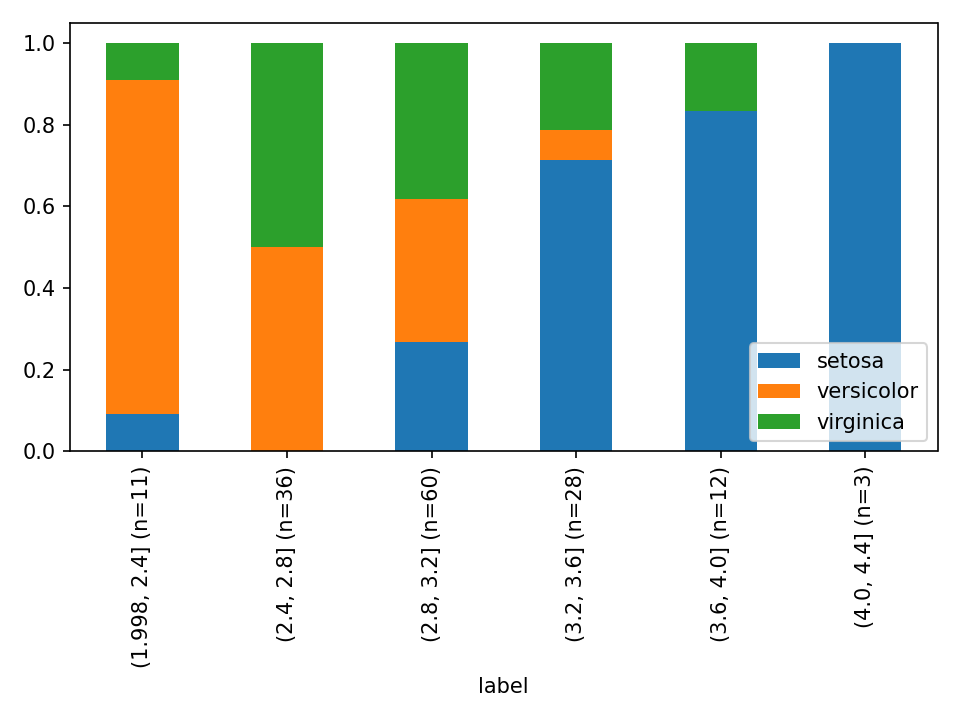 1.0
0.8
0.6
0.4
0.2
0.0
setosa
versicolor
virginica
(1.998, 2.4] (n=11)
(2.4, 2.8] (n=36)
(2.8, 3.2] (n=60)
(3.2, 3.6] (n=28)
(3.6, 4.0] (n=12)
(4.0, 4.4] (n=3)
label